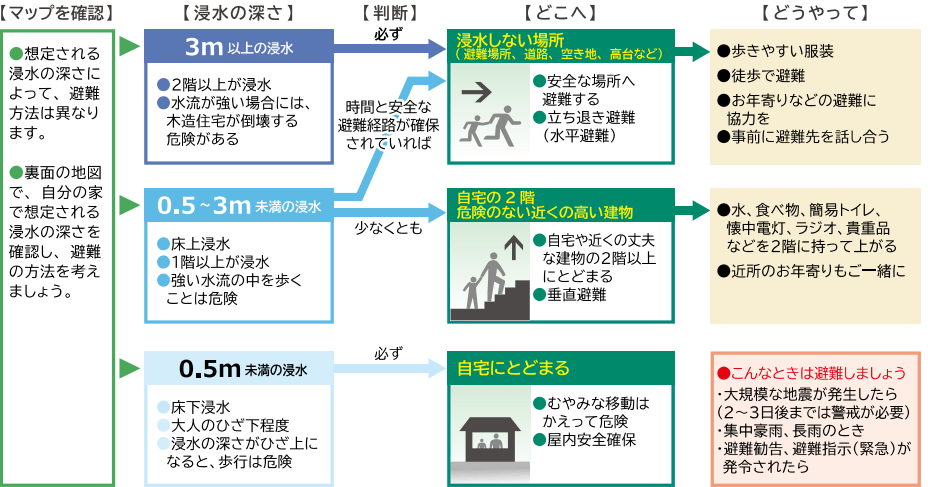 【マップを確認】
【浸水の深さ】
【判断】
【どこへ】
【どうやって】
●想定される
浸水の深さに
よって、避難
方法は異なり
ます。
●裏面の地図
で、自分の家
で想定される
浸水の深さを
確認し、避難
の方法を考え
ましょう。
3m以上の浸水
●2階以上が浸水
●水流が強い場合には、
木造住宅が倒壊する
危険がある
必ず
時間と安全な
避難経路が確保
されていれば
浸水しない場所
(避難場所、道路、空き地、高台など)
●安全な場所へ
避難する
●立ち退き避難
(水平避難)
●歩きやすい服装
●徒歩で避難
●お年寄りなどの避難に
協力を
●事前に避難先を話し合う
0.5~3m未満の浸水
●床上浸水
●1階以上が浸水
●強い水流の中を歩く
ことは危険
少なくとも
自宅の2階
危険のない近くの高い建物
●自宅や近くの丈夫
な建物の2階以上
にとどまる
●垂直避難
●水、食べ物、簡易トイレ、
懐中電灯、ラジオ、貴重品
などを2階に持って上がる
●近所のお年寄りもご一緒に
0.5m未満の浸水
●床下浸水
●大人のひざ下程度
●浸水の深さがひざ上に
なると、歩行は危険
必ず
自宅にとどまる
●むやみな移動は
かえって危険
●屋内安全確保
●こんなときは避難しましょう
・大規模な地震が発生したら
(2~3日後までは警戒が必要)
・集中豪雨、長雨のとき
・避難勧告、避難指示(緊急)が
発令されたら